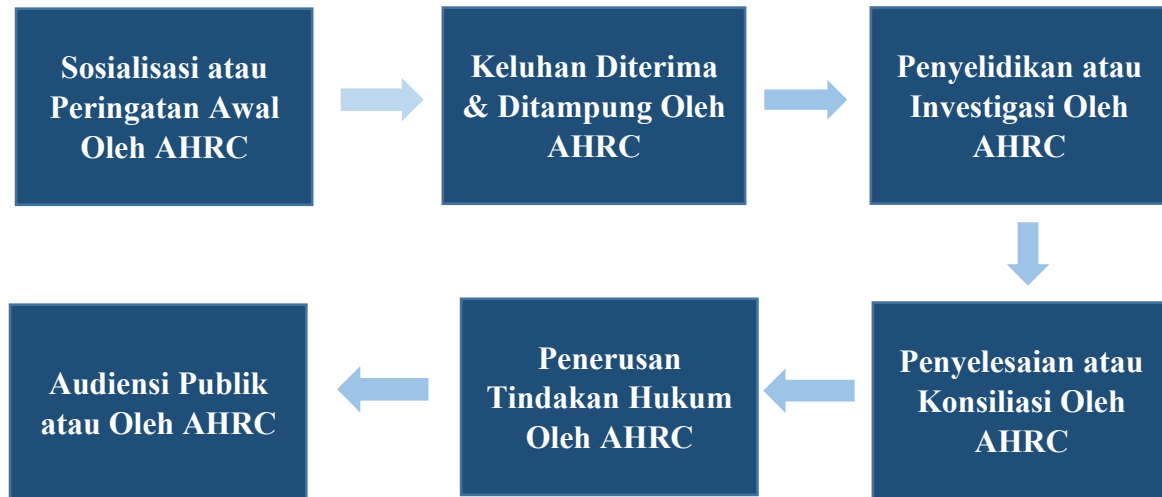 Sosialisasi atau
Peringatan Awal
Oleh AHRC
Keluhan Diterima
& Ditampung Oleh
AHRC
Penyelidikan atau
Investigasi Oleh
AHRC
Penyelesaian atau
Konsiliasi Oleh
AHRC
Penerusan
Tindakan Hukum
Oleh AHRC
Audiensi Publik
atau Oleh AHRC